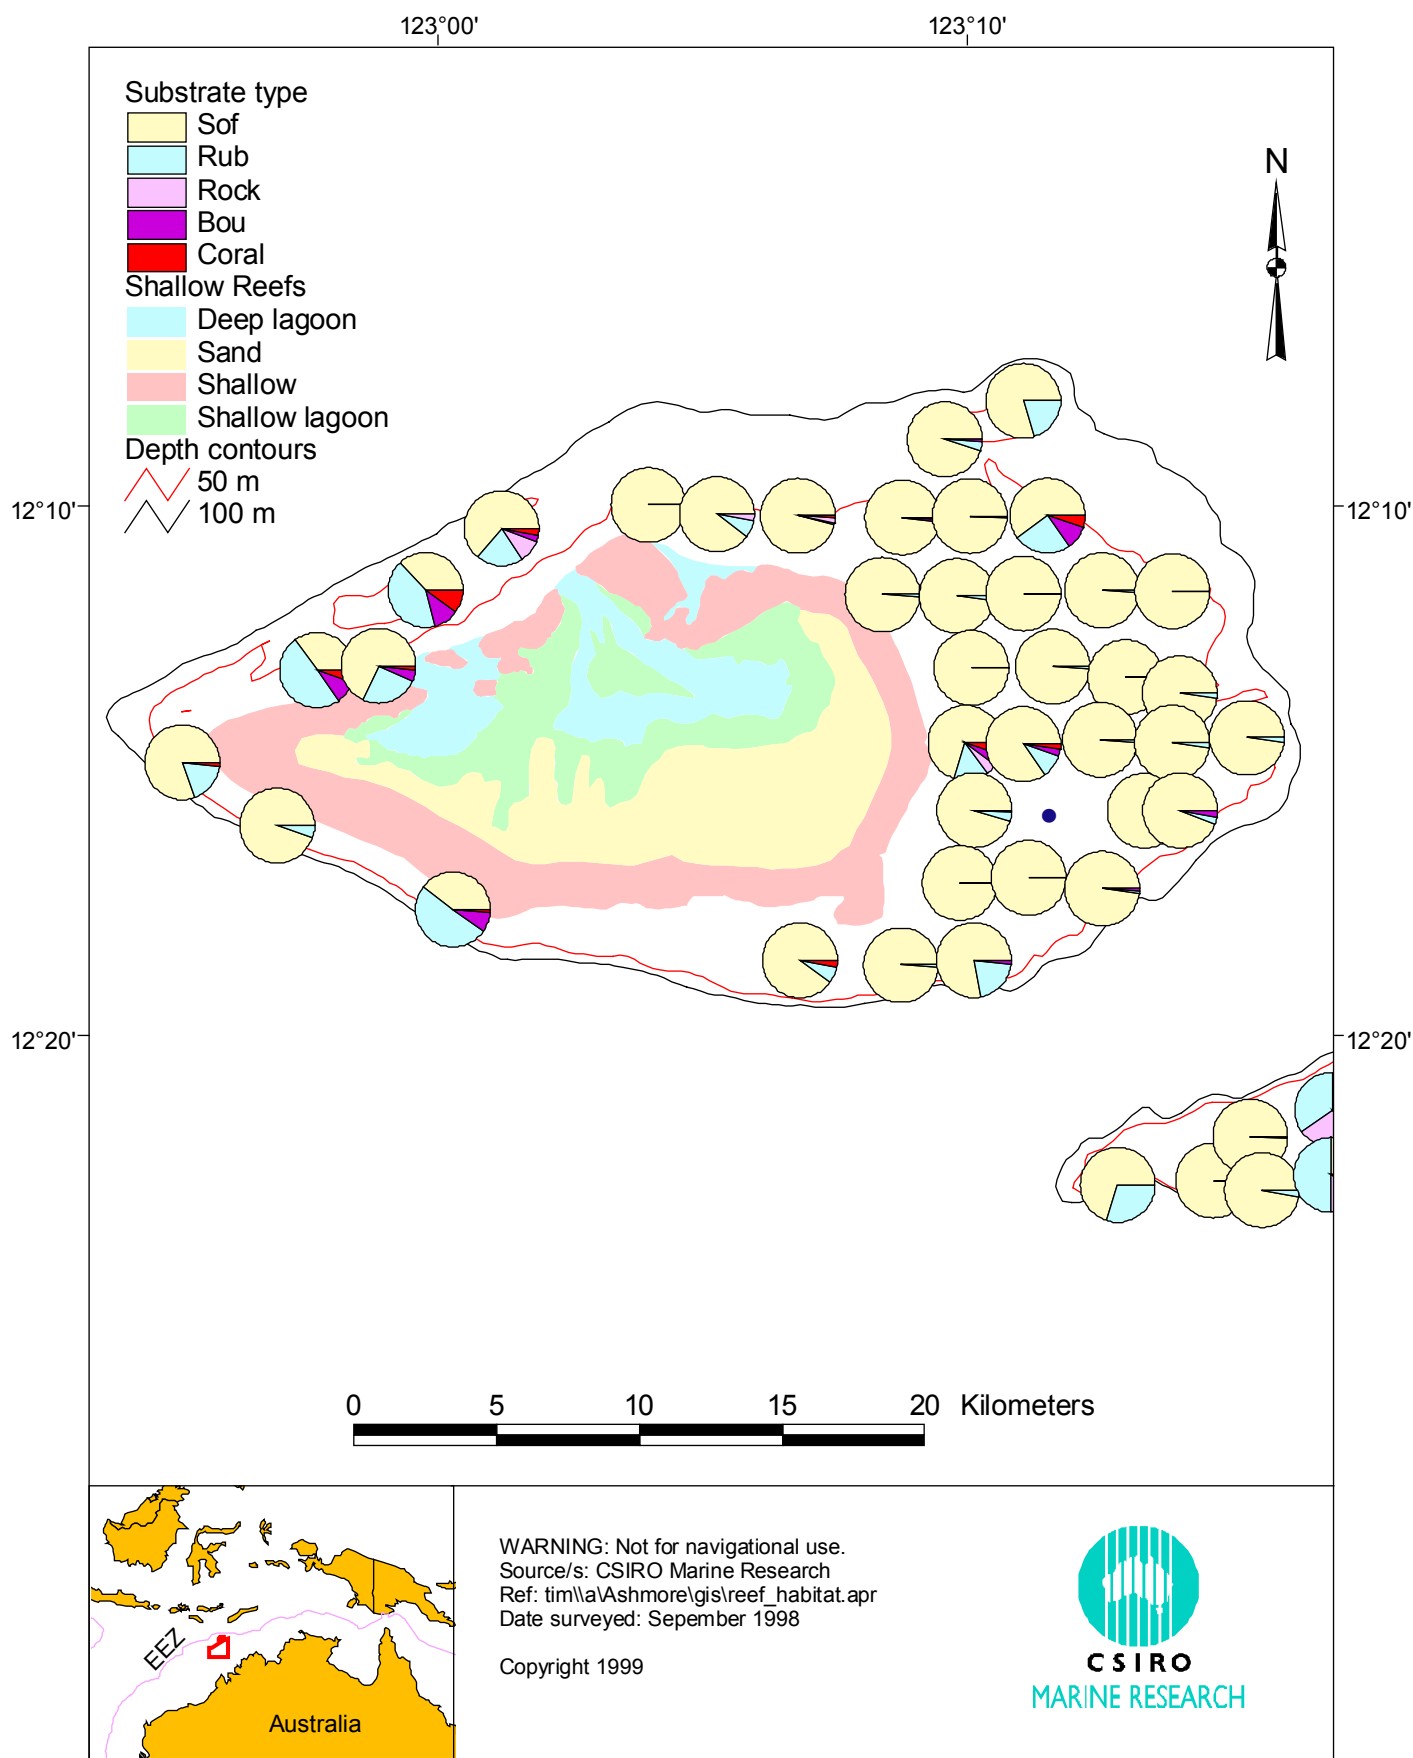 123°00' 123°10'
Substrate type
Sof
Rub
Rock
Bou
Coral
Shallow Reefs
Deep lagoon
Sand
Shallow
Shallow lagoon
Depth contours
50 m
100 m
N
12°10' 12°10'
12°20' 12°20'
0 5 10 15 20 Kilometers
EEZ
Australia
WARNING: Not for navigational use.
Source/s: CSIRO Marine Research
Ref: tim\\a\Ashmore\gis\reef_habitat.apr
Date surveyed: Sepember 1998
Copyright 1999
CSIRO
MARINE RESEARCH